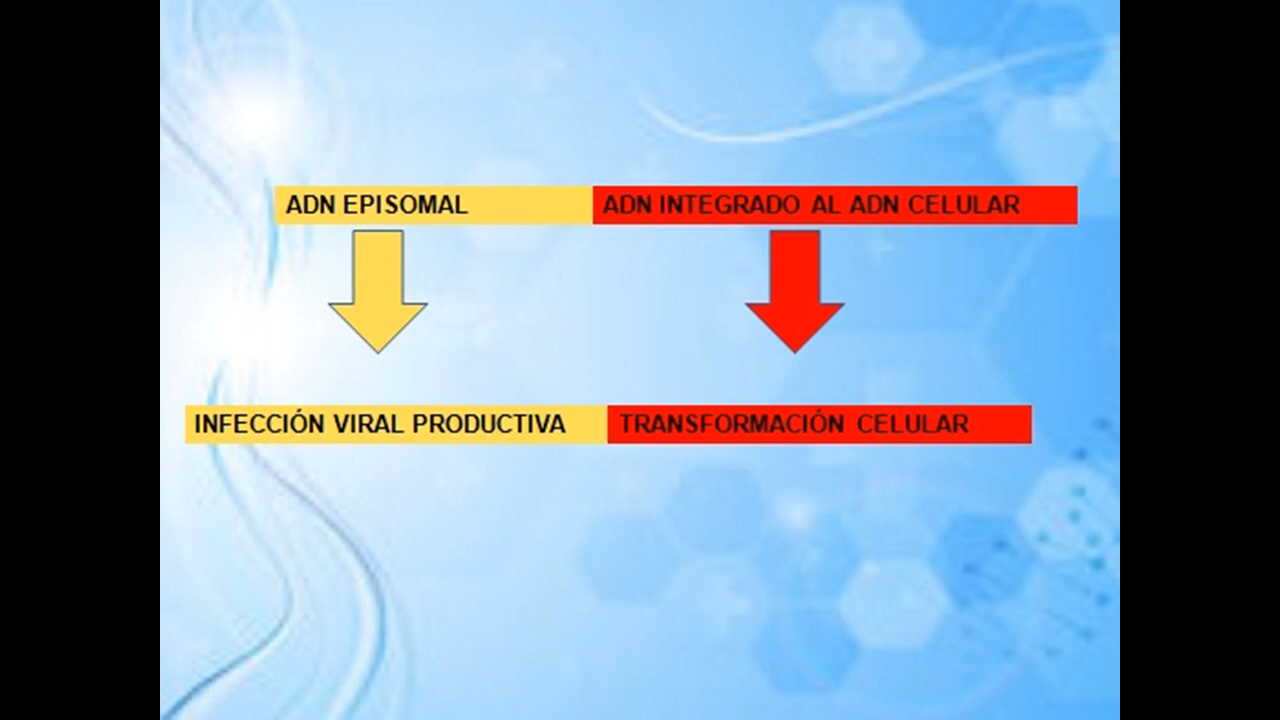 ADN EPISOMAL
ADN INTEGRADO AL ADN CELULAR
INFECCIÓN VIRAL PRODUCTIVA
TRANSFORMACIÓN CELULAR